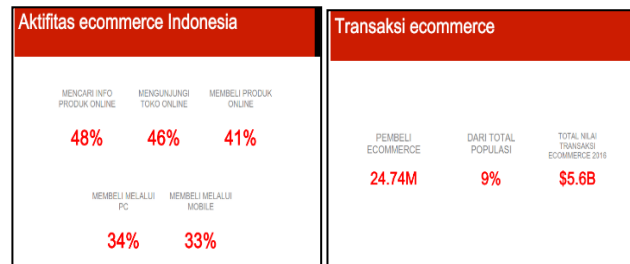 Aktifitas ecommerce Indonesia
MENCARI INFO
PRODUK ONLINE
48%
MENGUNJUNGI
TOKO ONLINE
46%
MEMBELI PRODUK
ONLINE
41%
MEMBELI MELALUI
PC
34%
MEMBELI MELALUI
MOBILE
33%
Transaksi ecommerce
PEMBELI
ECOMMERCE
24.74M
DARI TOTAL
POPULASI
9%
TOTAL NILAI
TRANSAKSI
ECOMMERCE 2016
$5.6B